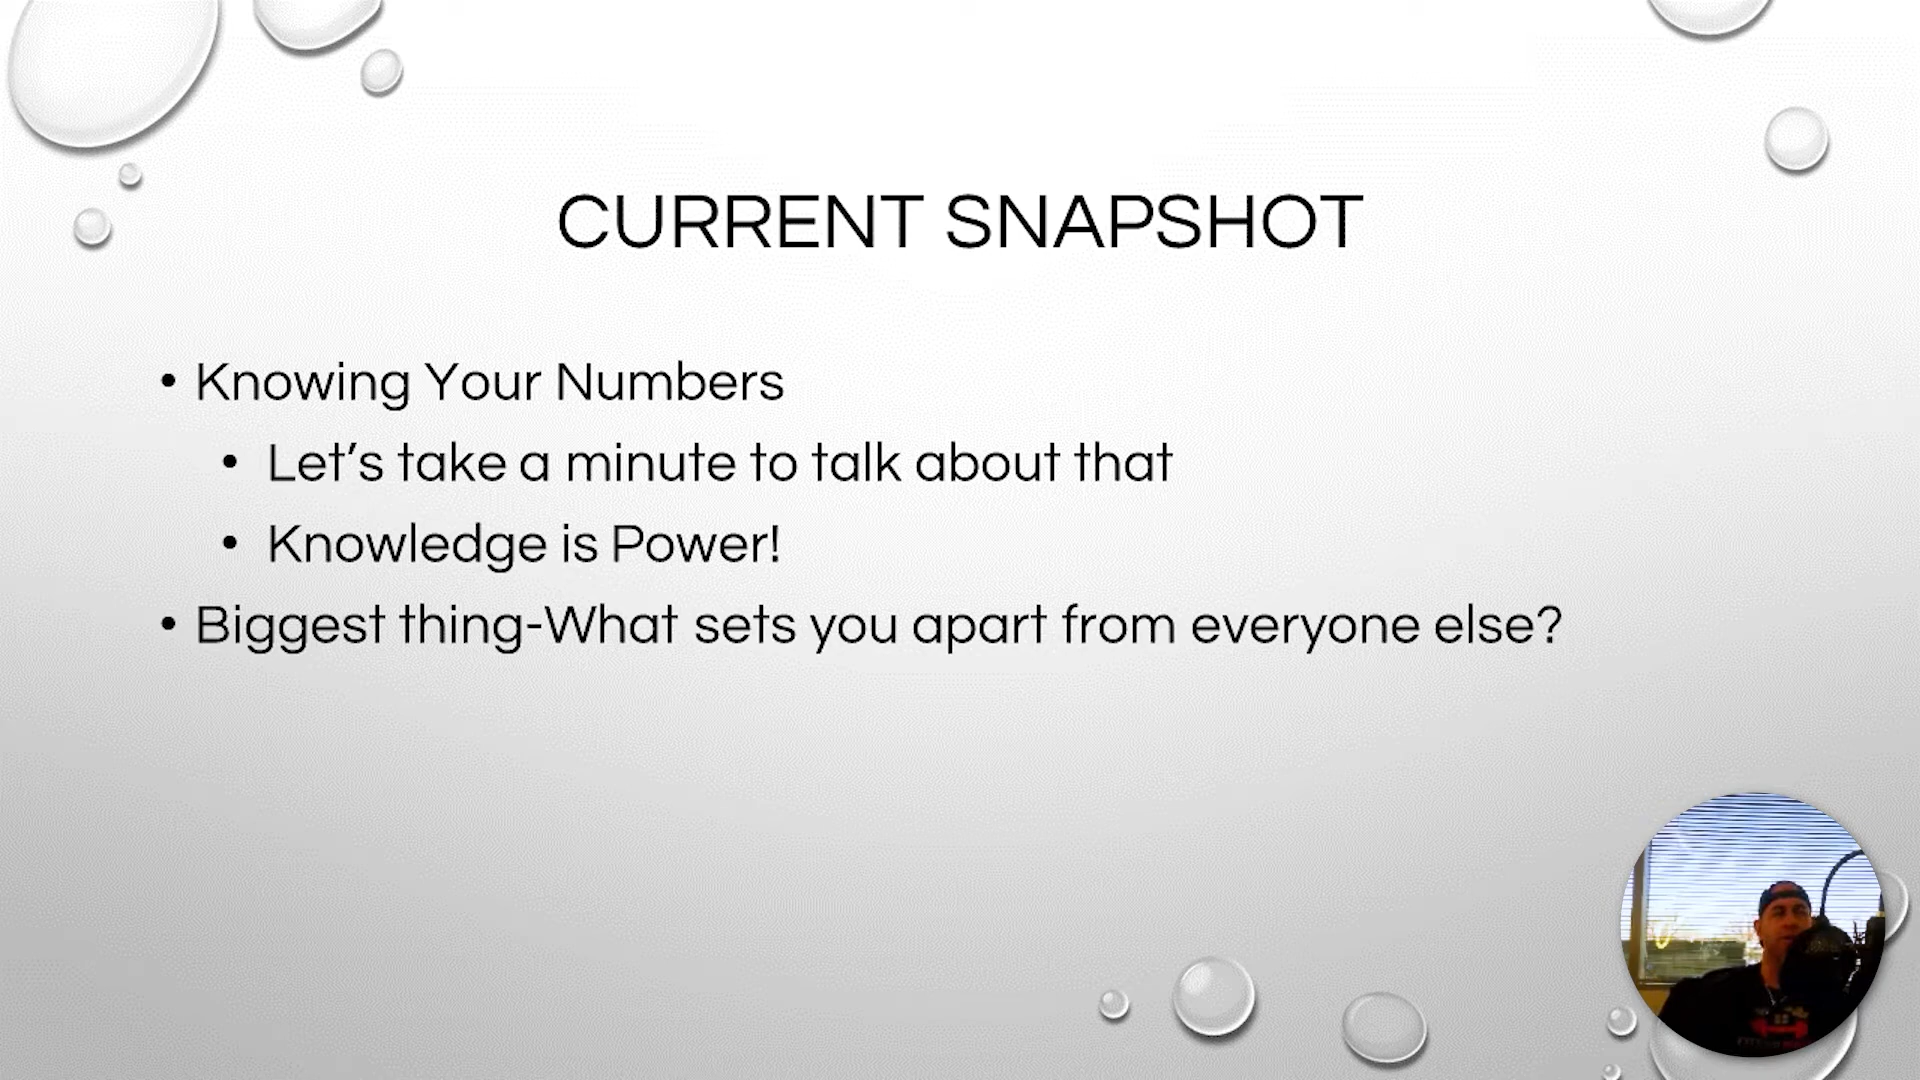 CURRENT SNAPSHOT
• Knowing Your Numbers
• Let's take a minute to talk about that
• Knowledge is Power!
• Biggest thing-What sets you apart from everyone else?